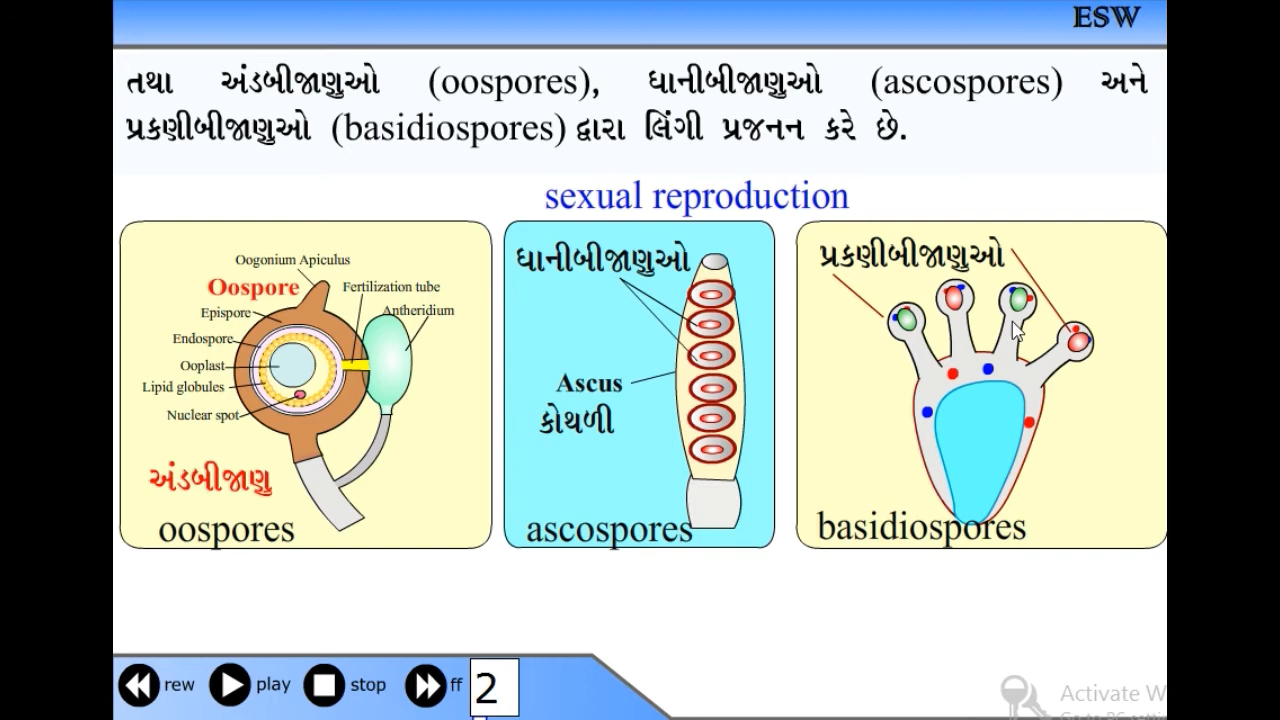 ESW
તથા અંડબીજાણુઓ (oospores), ધાનીબીજાણુઓ (ascospores) અને
પ્રકણીબીજાણુઓ (basidiospores) દ્વારા લિંગી પ્રજનન કરે છે.
sexual reproduction
Oogonium Apiculus
Oospore
Fertilization tube
Epispore
Antheridium
Endospore
Ooplast
Lipid globules
Nuclear spot
અંડબીજાણુ
oospores
ધાનીબીજાણુઓ
Ascus
કોથળી
ascospores
પ્રકણીબીજાણુઓ
basidiospores
rew play stop ff 2
Activate W